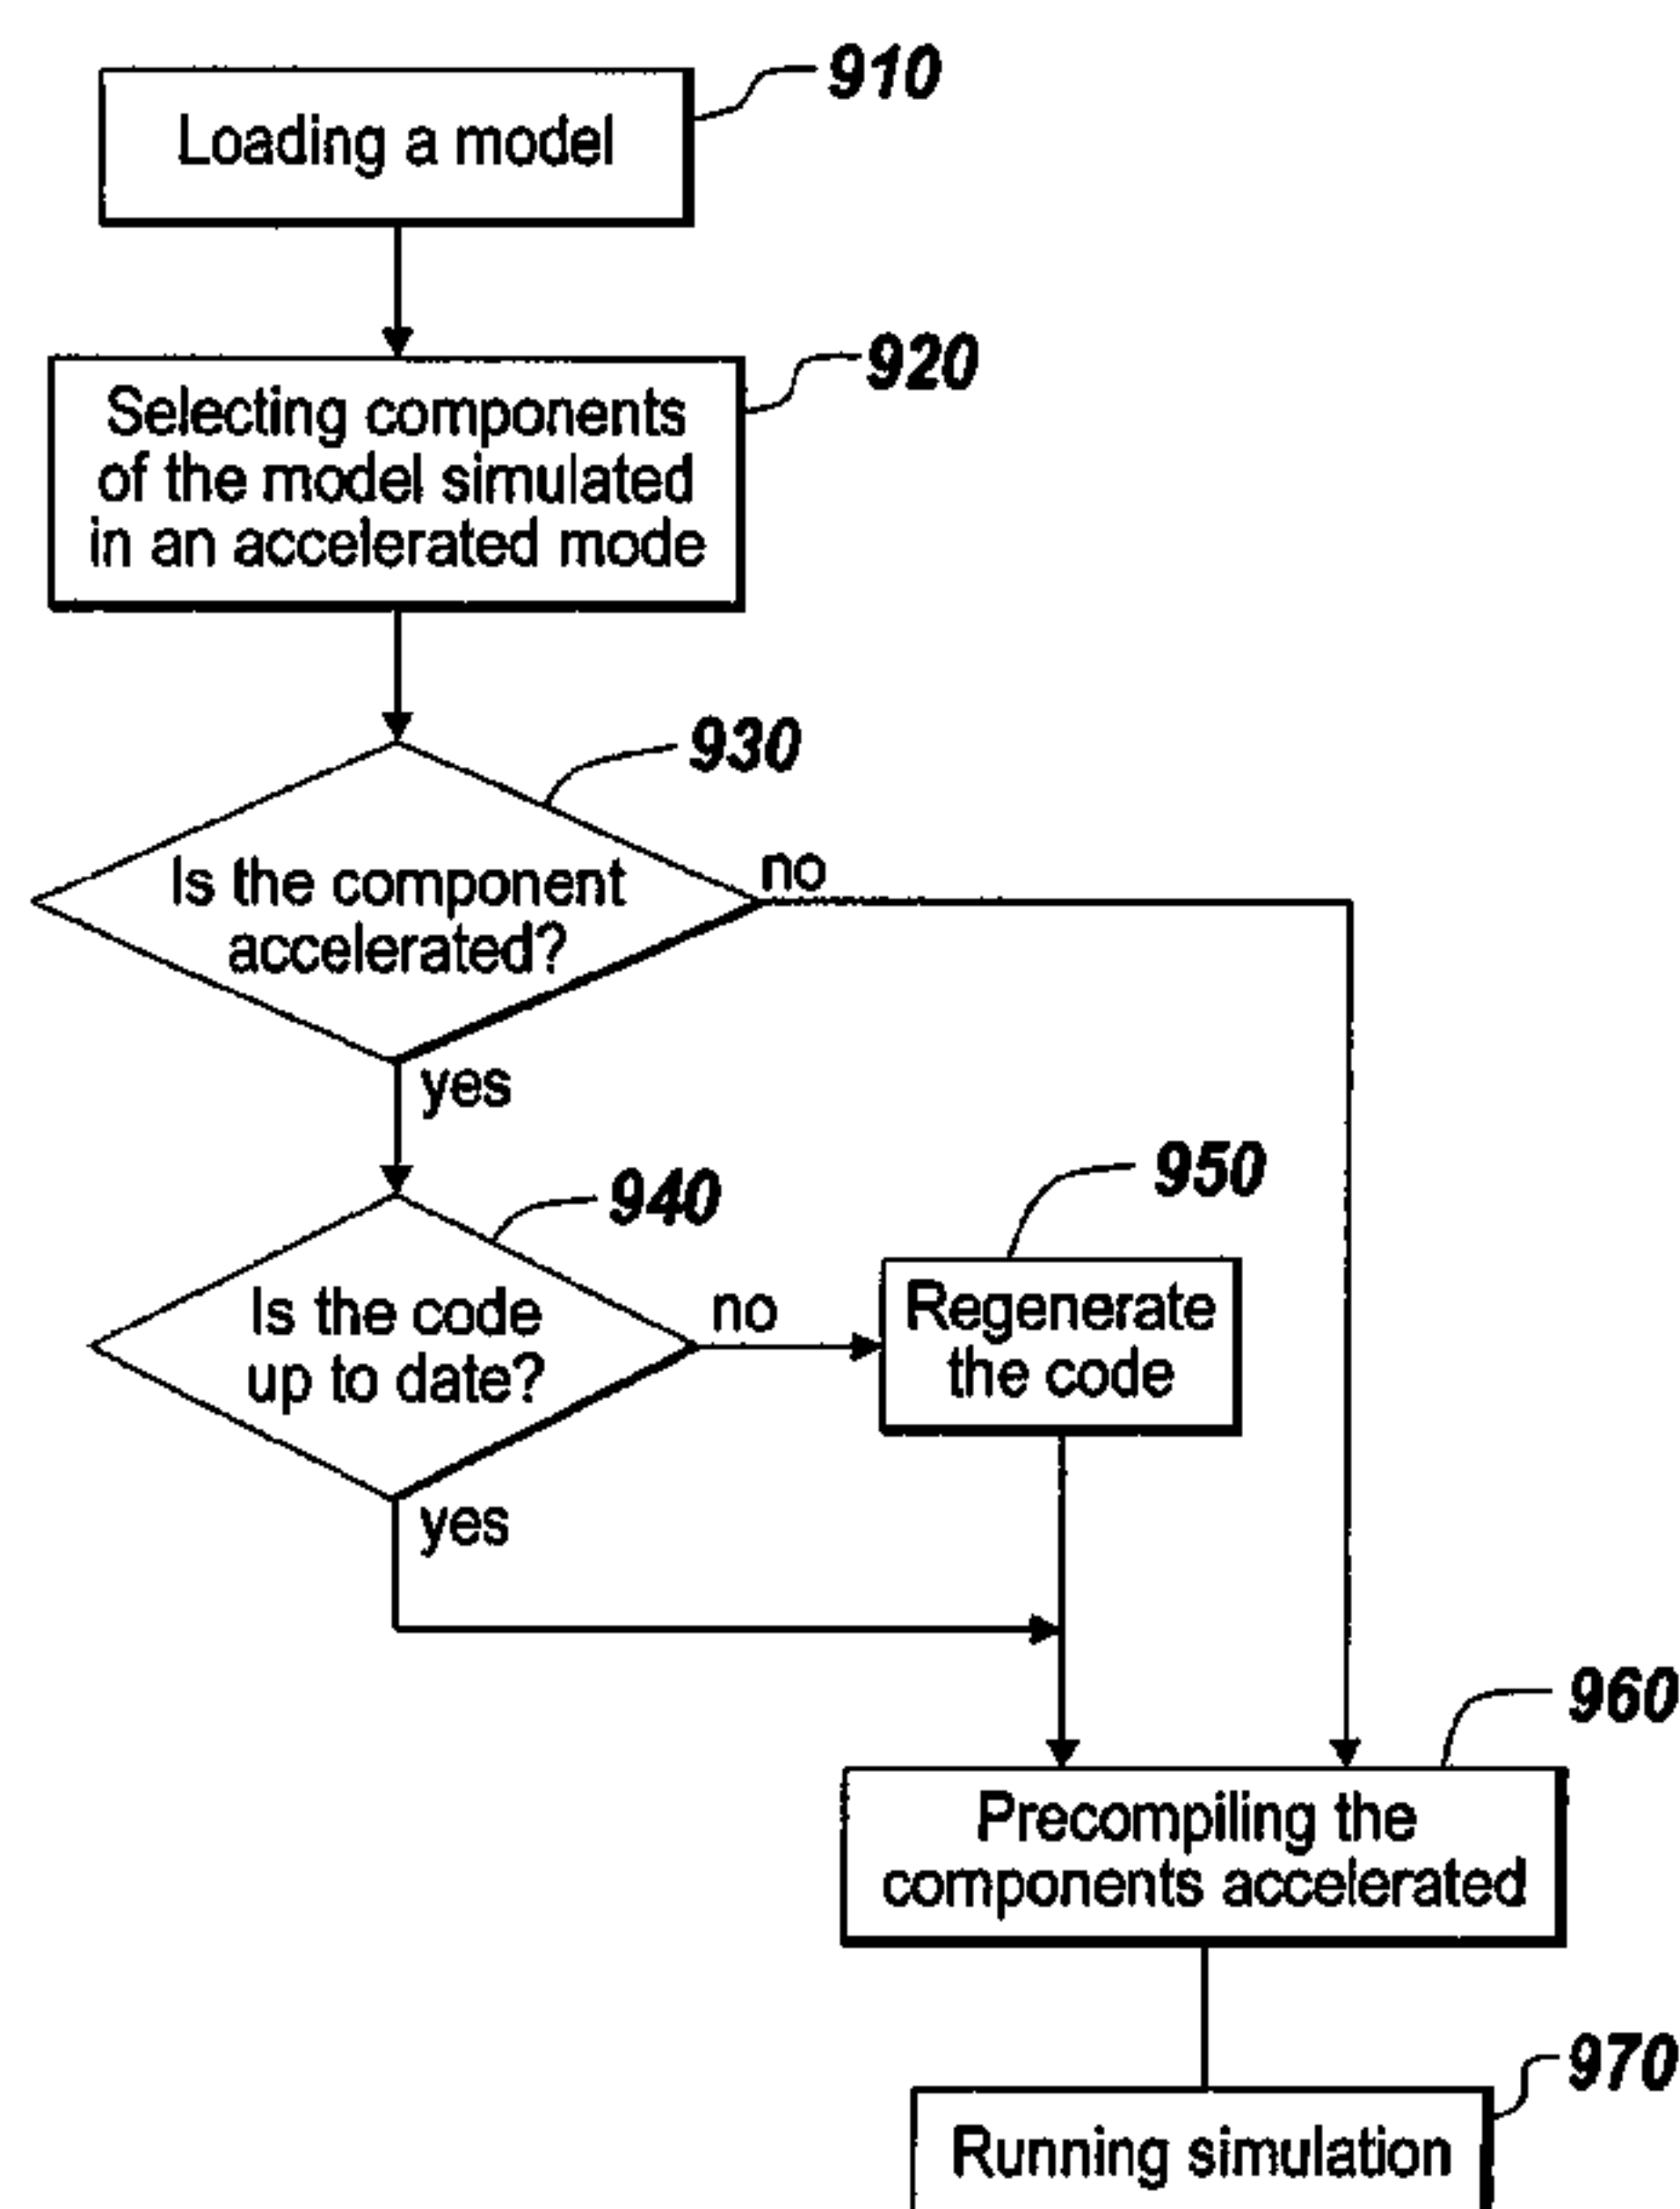 910
Loading a model
920
Selecting components
of the model simulated
in an accelerated mode
930
Is the component
accelerated?
no
yes
940
Is the code
up to date?
no
950
Regenerate
the code
yes
960
Precompiling the
components accelerated
970
Running simulation